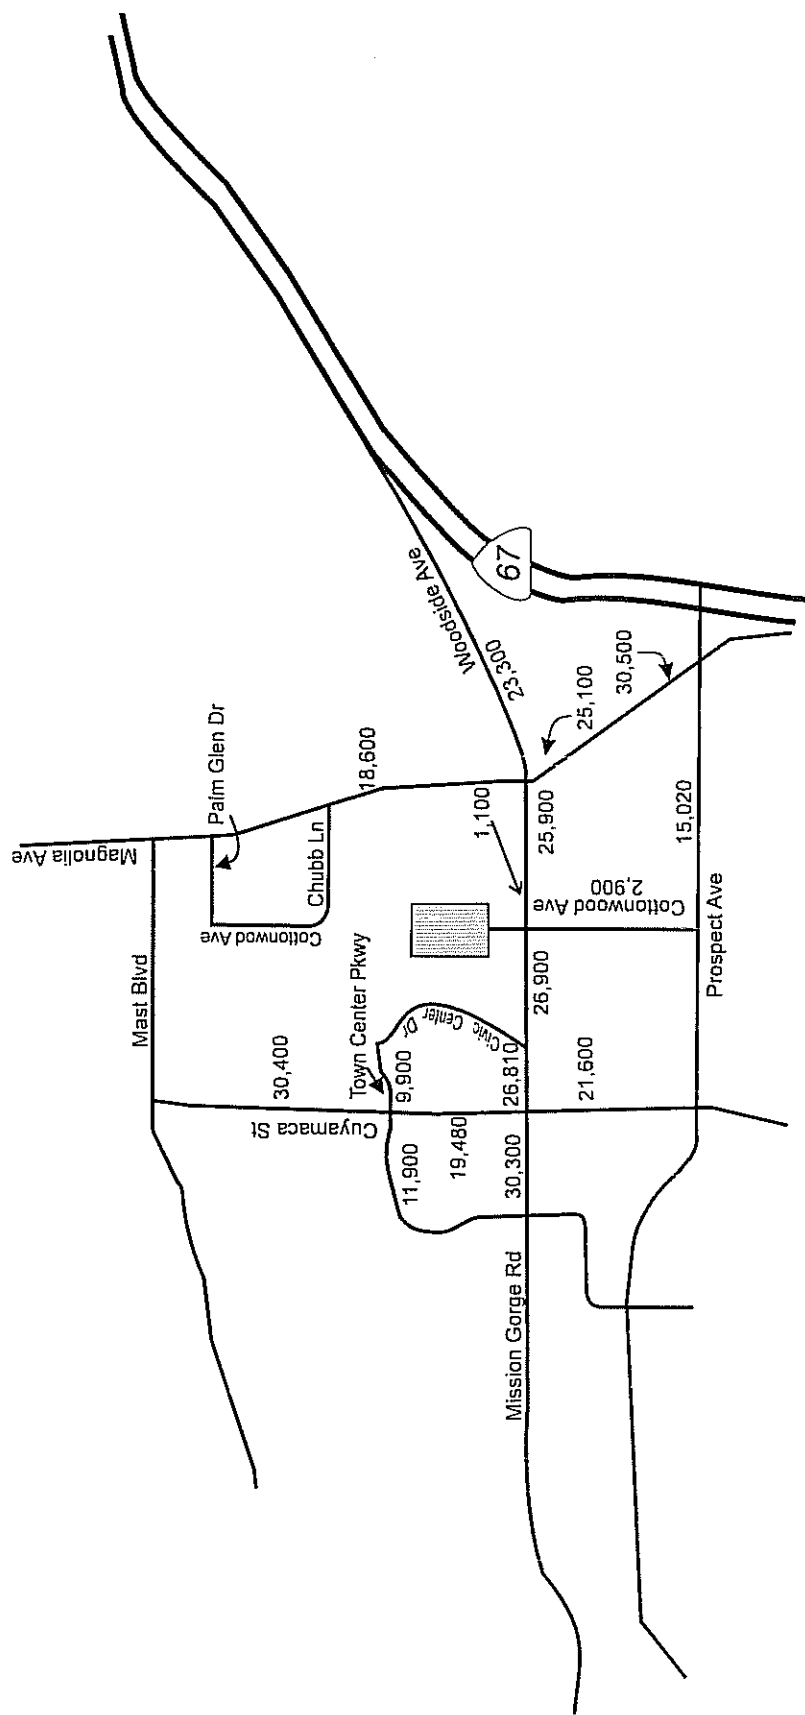 Magnolia Ave
Palm Glen Dr
Mast Blvd
Chubb Ln
Cottonwod Ave
18,600
Woodside Ave
23,300
67
30,400
Town Center Pkwy
Cuyamaca St
9,900
Civic Center Dr
11,900
19,480
1,100
25,100
30,500
Mission Gorge Rd
30,300
26,810
26,900
25,900
21,600
Cottonwood Ave
2,900
15,020
Prospect Ave